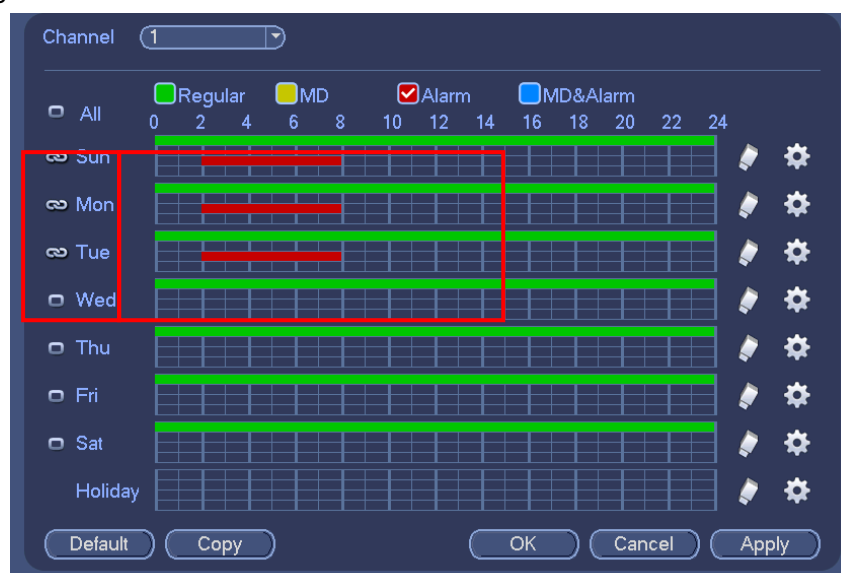 Channel 1
Regular MD Alarm MD&Alarm
All
0 2 4 6 8 10 12 14 16 18 20 22 24
Sun
Mon
Tue
Wed
Thu
Fri
Sat
Holiday
Default Copy OK Cancel Apply